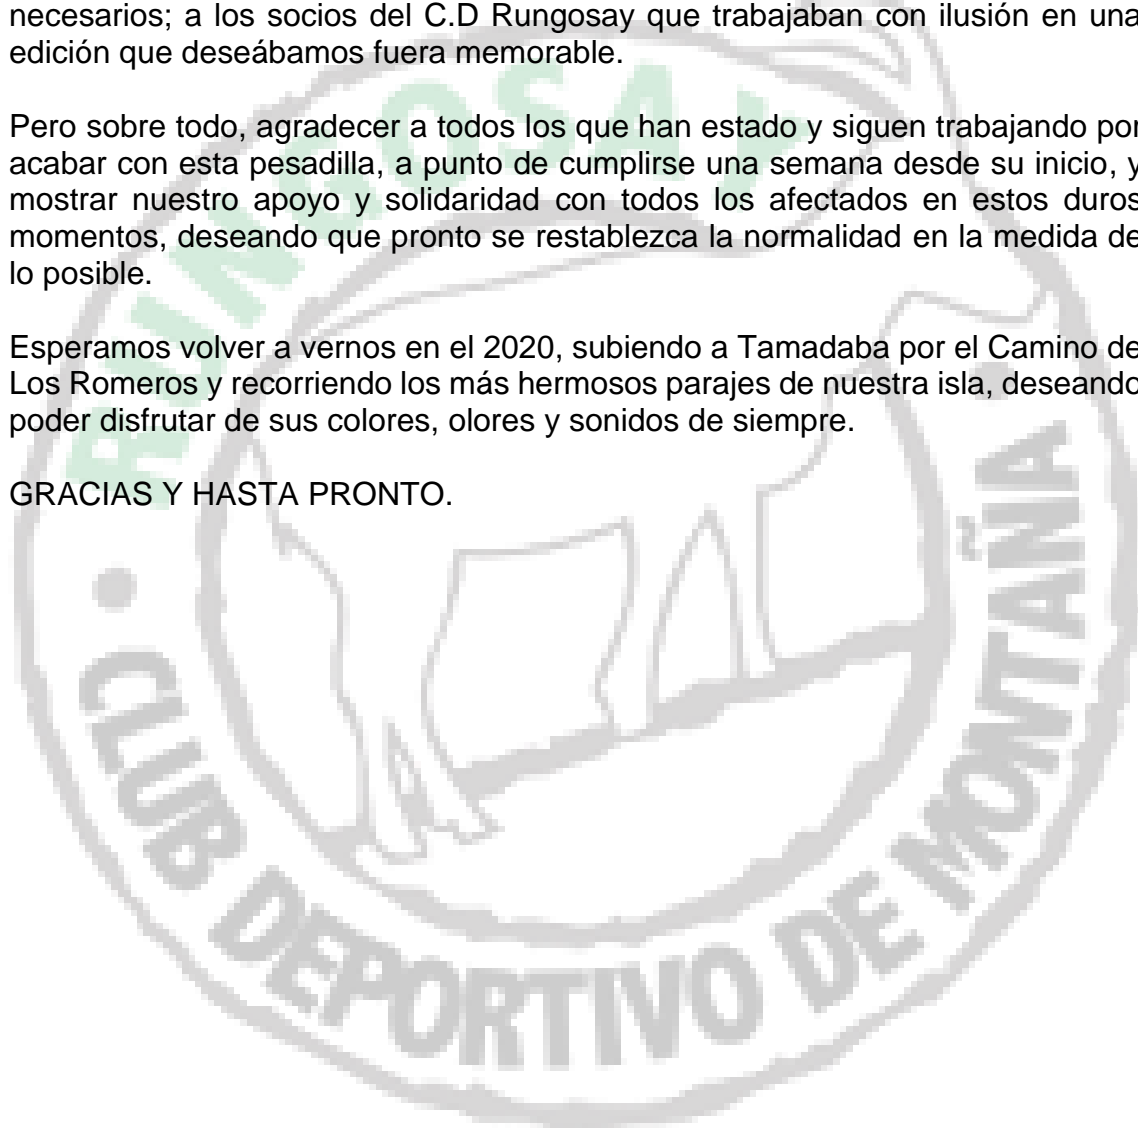 necesarios; a los socios del C.D Rungosay que trabajaban con ilusión en una
edición que deseábamos fuera memorable.
Pero sobre todo, agradecer a todos los que han estado y siguen trabajando por
acabar con esta pesadilla, a punto de cumplirse una semana desde su inicio, y
mostrar nuestro apoyo y solidaridad con todos los afectados en estos duros
momentos, deseando que pronto se restablezca la normalidad en la medida de
lo posible.
Esperamos volver a vernos en el 2020, subiendo a Tamadaba por el Camino de
Los Romeros y recorriendo los más hermosos parajes de nuestra isla, deseando
poder disfrutar de sus colores, olores y sonidos de siempre.
GRACIAS Y HASTA PRONTO.
RUNGOSAY
CLUB DEPORTIVO DE MONTAÑA